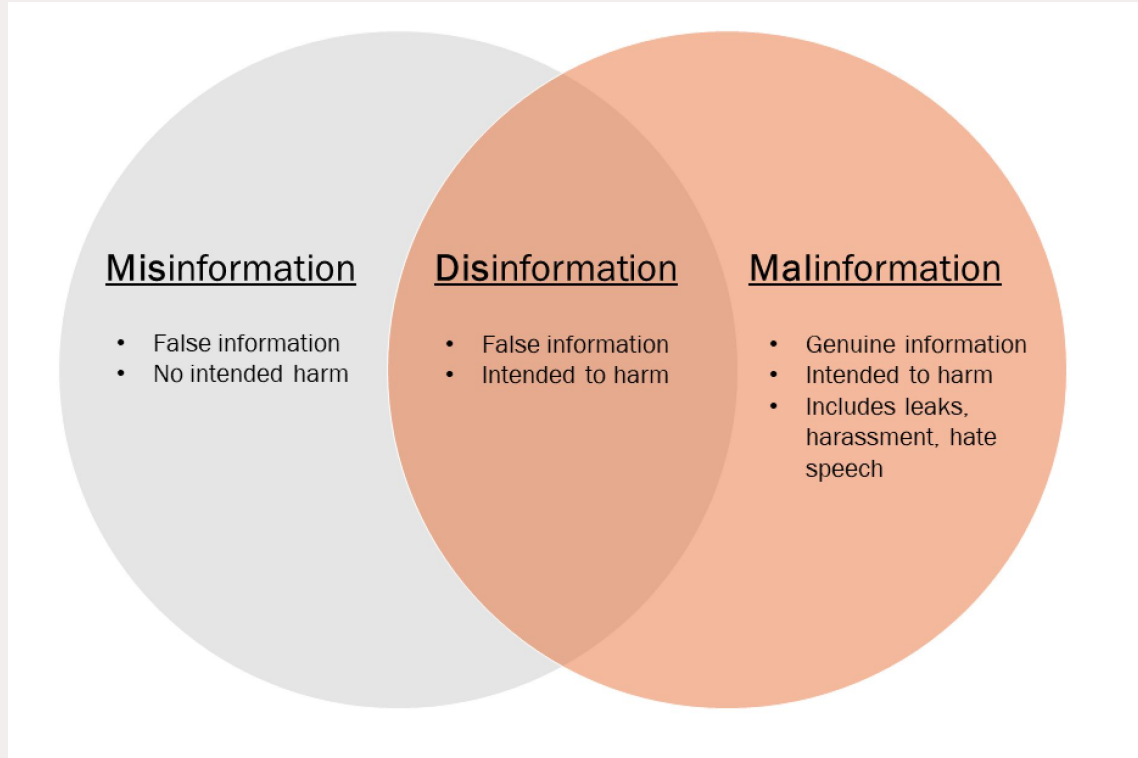 Misinformation
• False information
• No intended harm
Disinformation
• False information
• Intended to harm
Malinformation
• Genuine information
• Intended to harm
• Includes leaks,
harassment, hate
speech